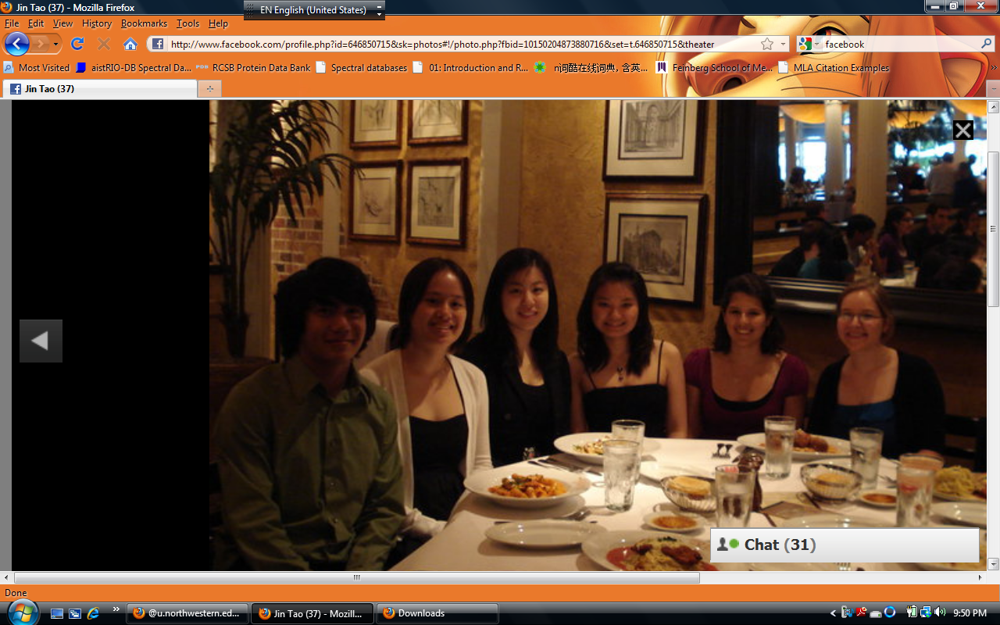 Jin Tao (37) - Mozilla Firefox
EN English (United States)
File Edit View History Bookmarks Tools Help
http://www.facebook.com/profile.php?id=646850715&sk=photos#!/photo.php?fbid=10150204873880716&set=t.646850715&theater
facebook
Most Visited aistRIO-DB Spectral Da... RCSB Protein Data Bank Spectral databases 01: Introduction and R... n词酷在线词典, 含英... Feinberg School of Me... MLA Citation Examples
Jin Tao (37)
Chat (31)
Done
@u.northwestern.ed... Jin Tao (37) - Mozill... Downloads 9:50 PM